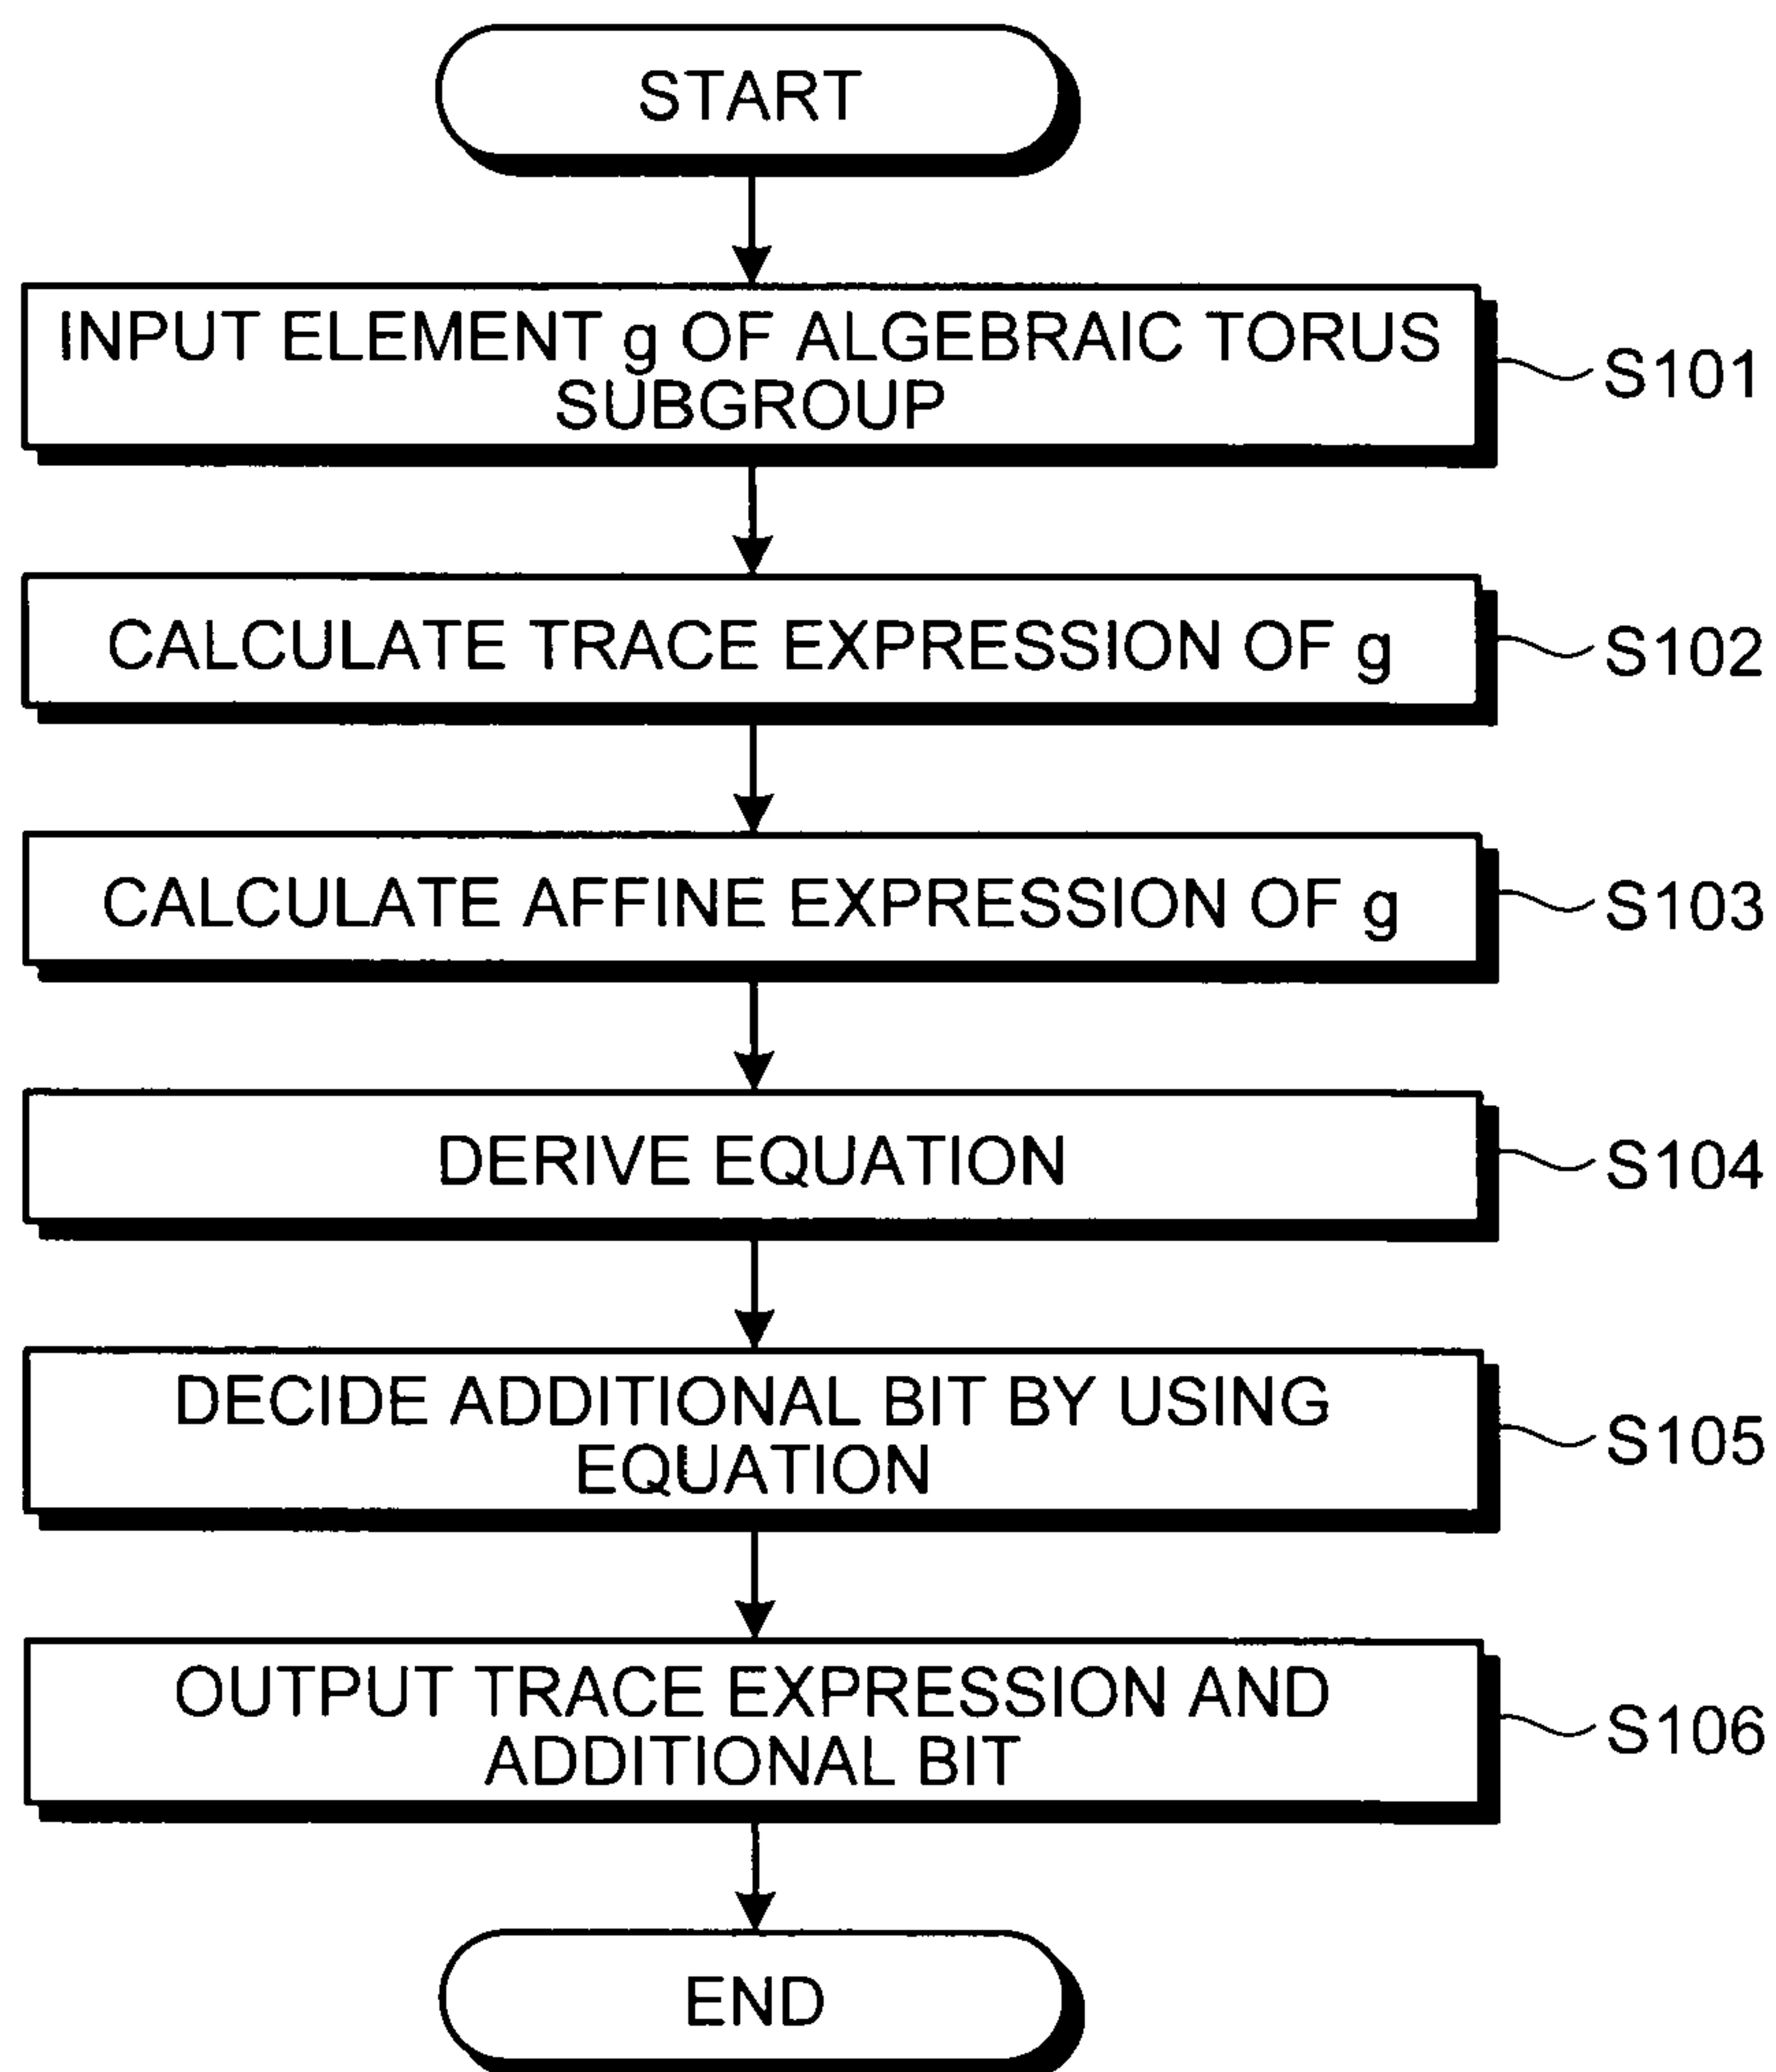 START
INPUT ELEMENT g OF ALGEBRAIC TORUS
SUBGROUP
S101
CALCULATE TRACE EXPRESSION OF g
S102
CALCULATE AFFINE EXPRESSION OF g
S103
DERIVE EQUATION
S104
DECIDE ADDITIONAL BIT BY USING
EQUATION
S105
OUTPUT TRACE EXPRESSION AND
ADDITIONAL BIT
S106
END